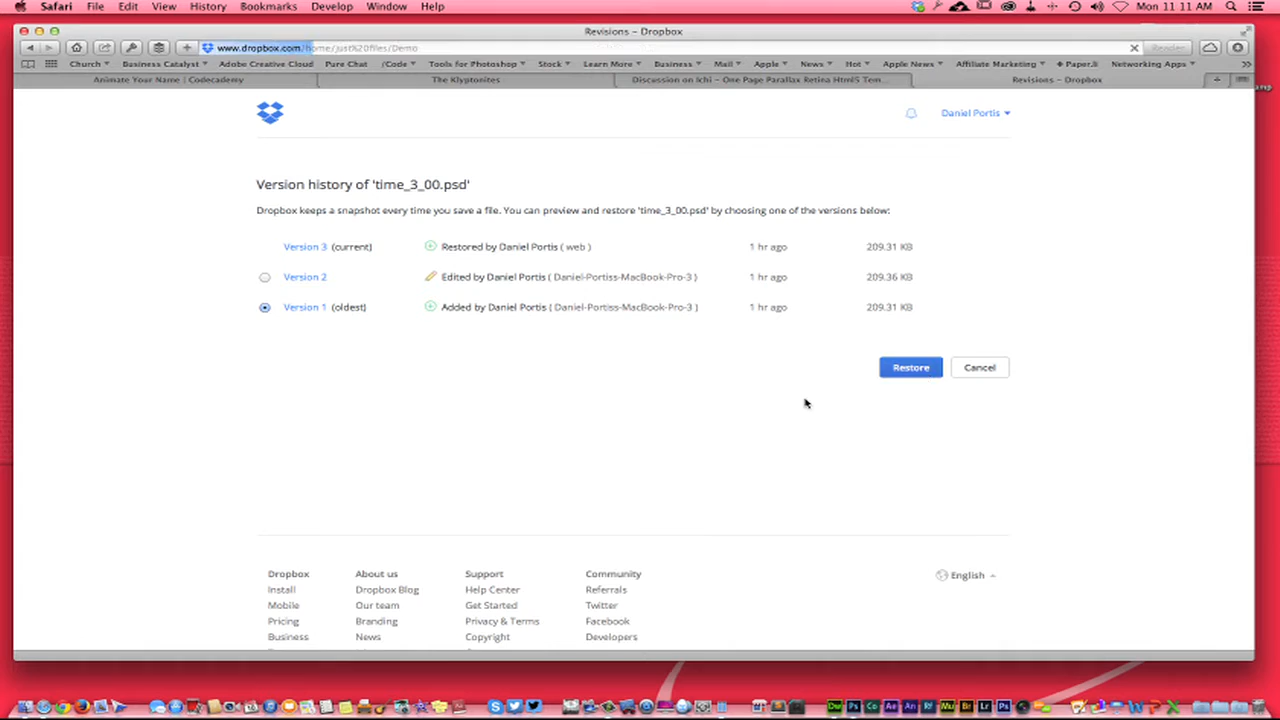 Safari File Edit View History Bookmarks Develop Window Help Mon 11:11 AM
Revisions – Dropbox
www.dropbox.com/home/just%20files/Demo Reader
Church Business Catalyst Adobe Creative Cloud Pure Chat /Code Tools for Photoshop Stock Learn More Business Mail Apple News Hot Apple News Affiliate Marketing Paper.li Networking Apps
Animate Your Name | Codecademy The Klyptonites Discussion on Ichi – One Page Parallax Retina Html5 Tem... Revisions – Dropbox
Daniel Portis
Version history of 'time_3_00.psd'
Dropbox keeps a snapshot every time you save a file. You can preview and restore 'time_3_00.psd' by choosing one of the versions below:
Version 3 (current) Restored by Daniel Portis ( web ) 1 hr ago 209.31 KB
Version 2 Edited by Daniel Portis ( Daniel-Portiss-MacBook-Pro-3 ) 1 hr ago 209.36 KB
Version 1 (oldest) Added by Daniel Portis ( Daniel-Portiss-MacBook-Pro-3 ) 1 hr ago 209.31 KB
Restore Cancel
Dropbox About us Support Community English
Install Dropbox Blog Help Center Referrals
Mobile Our team Get Started Twitter
Pricing Branding Privacy & Terms Facebook
Business News Copyright Developers